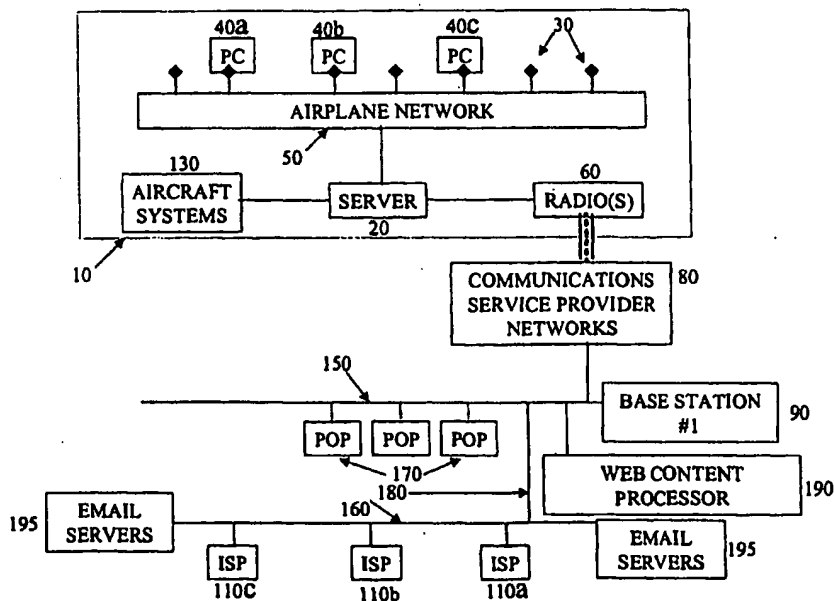 40a 40b 40c 30
PC PC PC
AIRPLANE NETWORK
50
130 60
AIRCRAFT
SYSTEMS
SERVER
RADIO(S)
20
10
COMMUNICATIONS
SERVICE PROVIDER
NETWORKS
80
150
BASE STATION
#1
90
POP POP POP
170
180
WEB CONTENT
PROCESSOR
190
160
195
EMAIL
SERVERS
EMAIL
SERVERS
195
ISP ISP ISP
110c 110b 110a